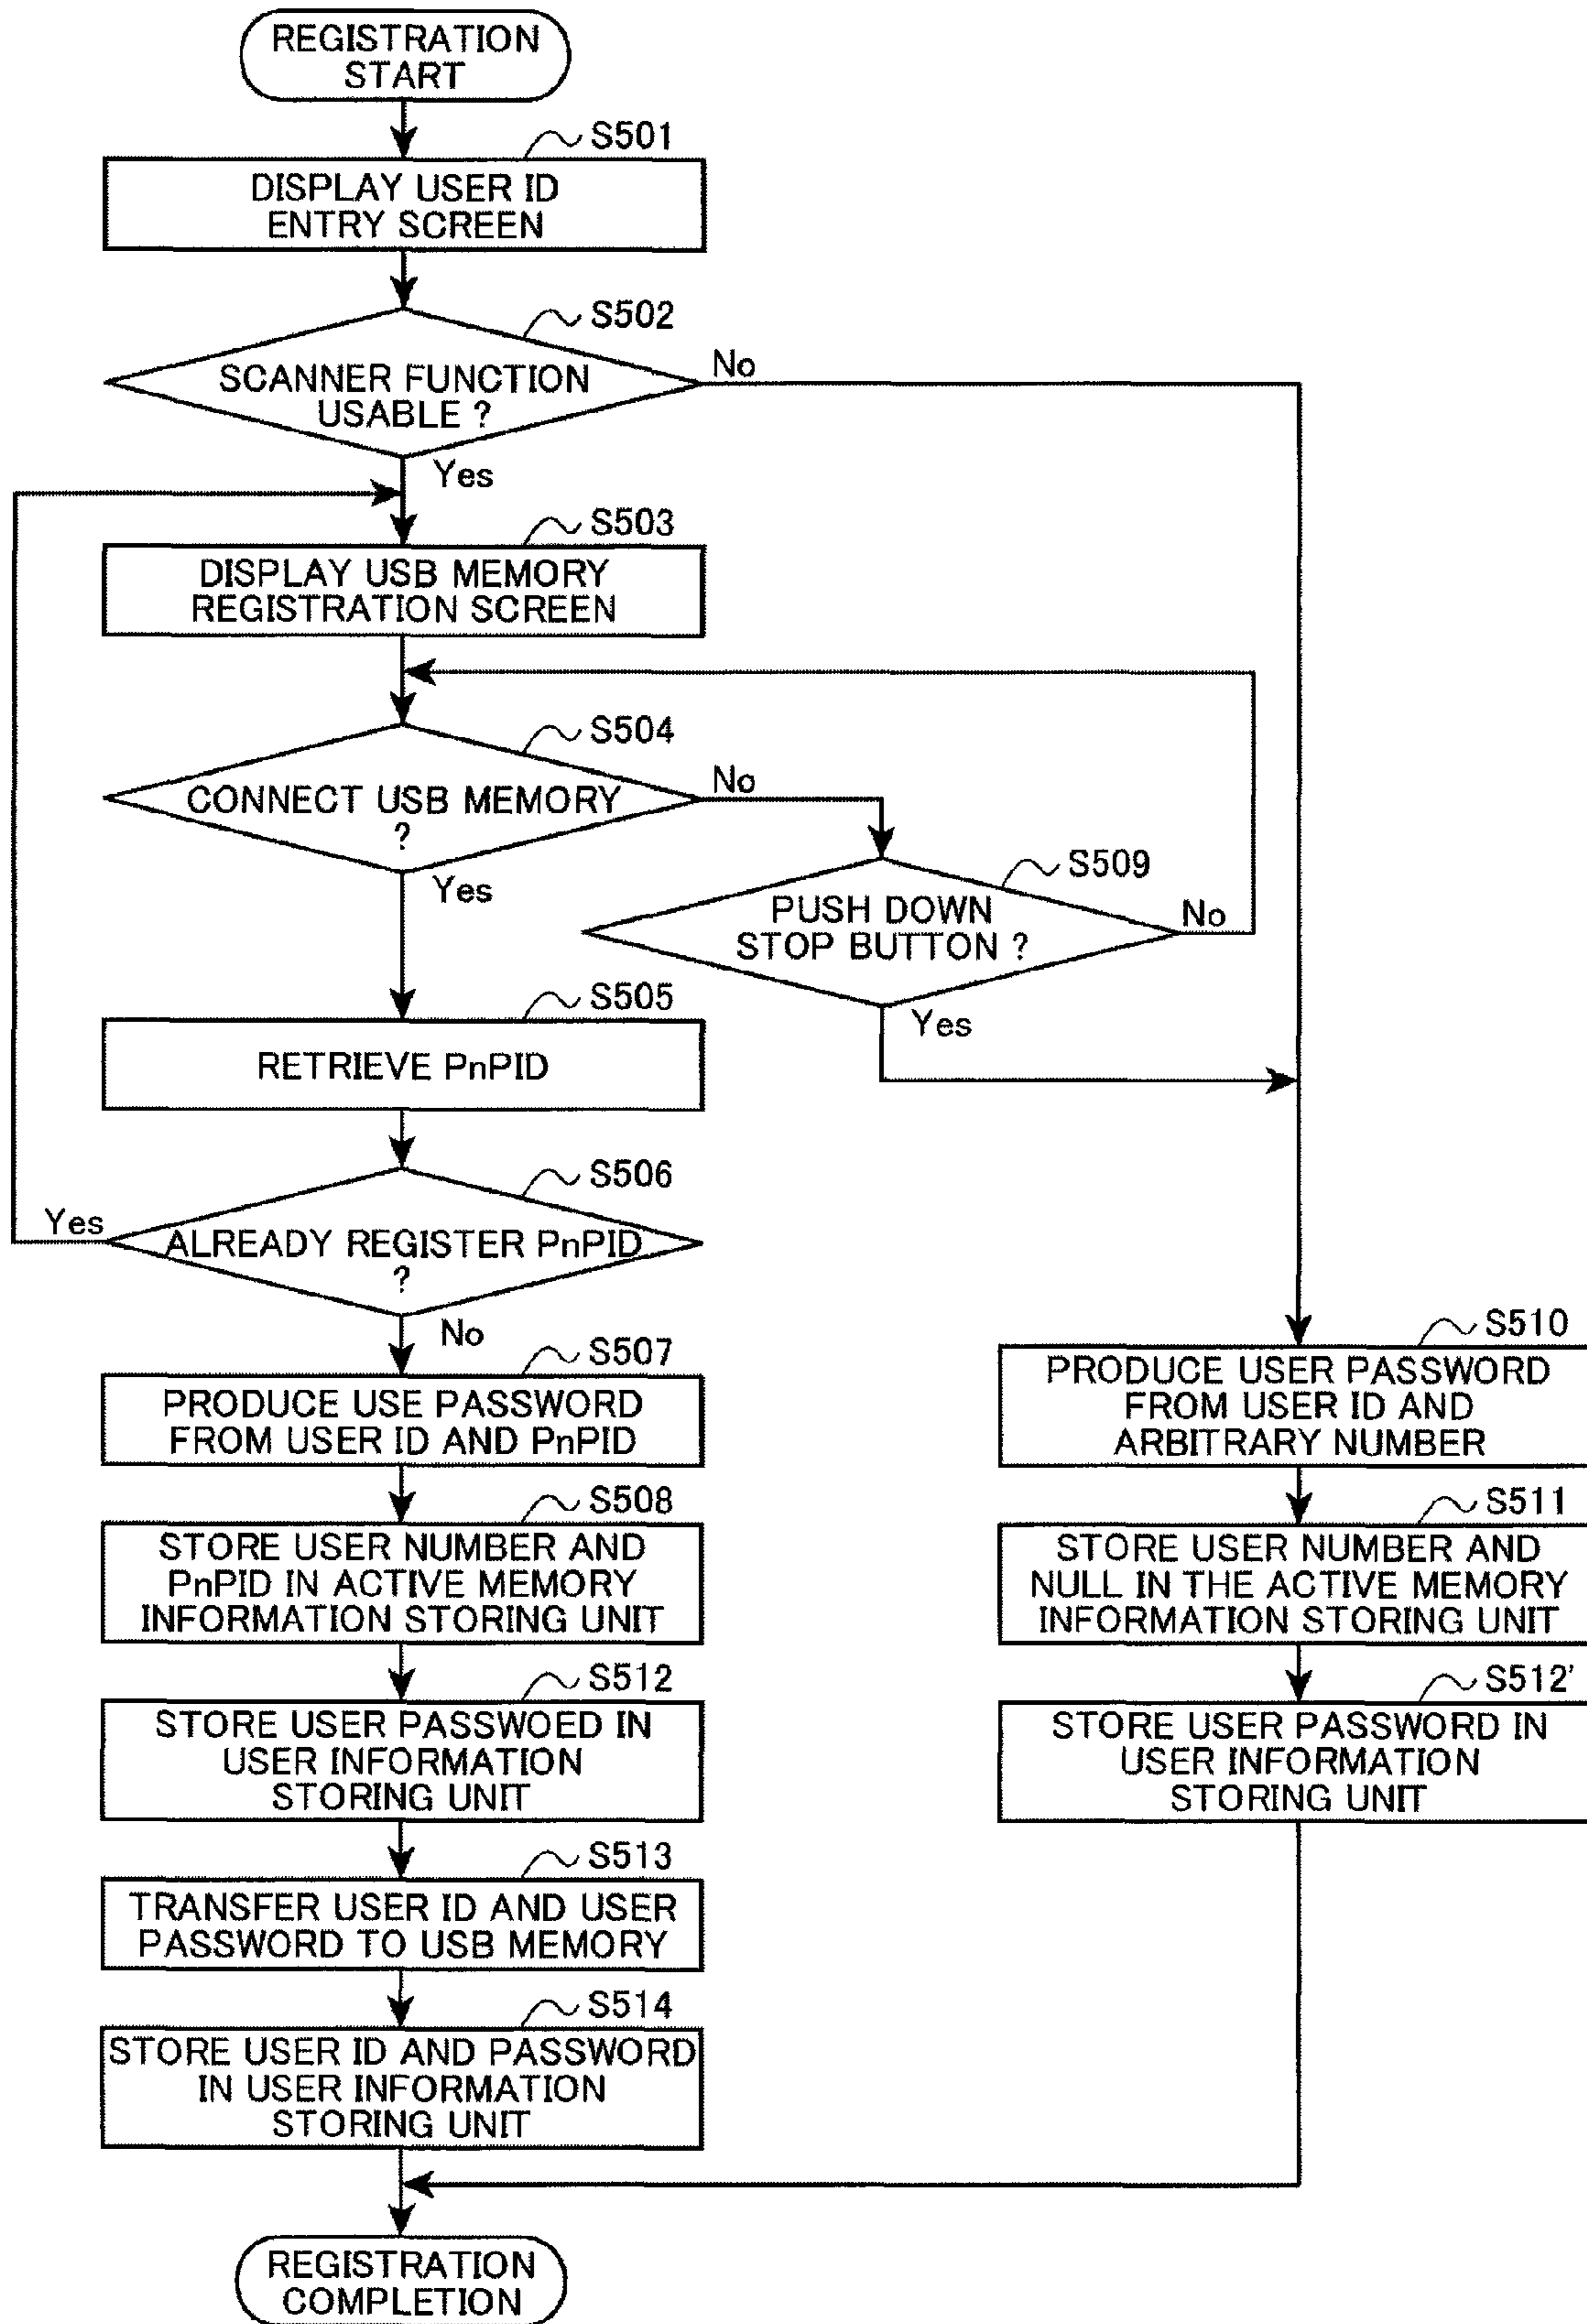 REGISTRATION
START
S501
DISPLAY USER ID
ENTRY SCREEN
S502
SCANNER FUNCTION
USABLE ?
No
Yes
S503
DISPLAY USB MEMORY
REGISTRATION SCREEN
S504
CONNECT USB MEMORY
?
No
Yes
S509
PUSH DOWN
STOP BUTTON ?
No
Yes
S505
RETRIEVE PnPID
S506
ALREADY REGISTER PnPID
?
Yes
No
S507
PRODUCE USE PASSWORD
FROM USER ID AND PnPID
S508
STORE USER NUMBER AND
PnPID IN ACTIVE MEMORY
INFORMATION STORING UNIT
S512
STORE USER PASSWOED IN
USER INFORMATION
STORING UNIT
S513
TRANSFER USER ID AND USER
PASSWORD TO USB MEMORY
S514
STORE USER ID AND PASSWORD
IN USER INFORMATION
STORING UNIT
S510
PRODUCE USER PASSWORD
FROM USER ID AND
ARBITRARY NUMBER
S511
STORE USER NUMBER AND
NULL IN THE ACTIVE MEMORY
INFORMATION STORING UNIT
S512'
STORE USER PASSWORD IN
USER INFORMATION
STORING UNIT
REGISTRATION
COMPLETION